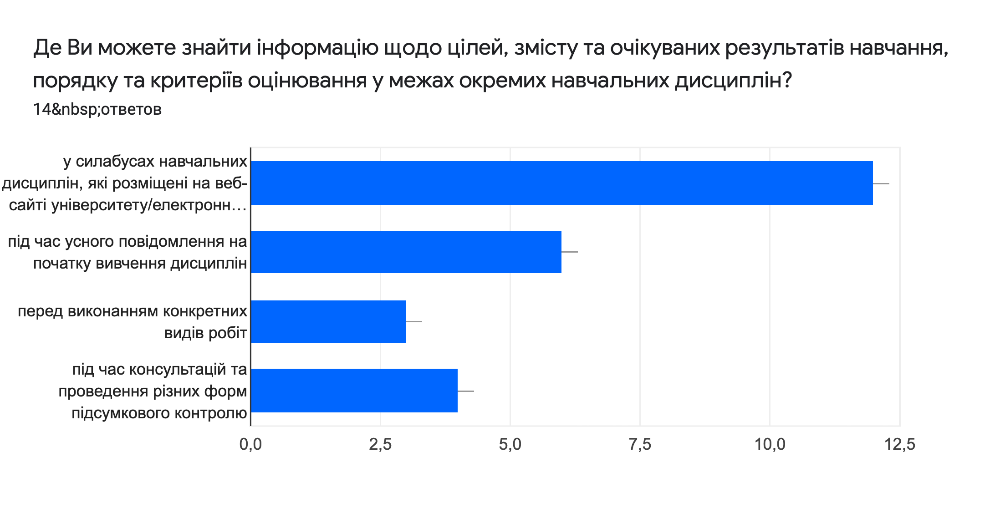 Де Ви можете знайти інформацію щодо цілей, змісту та очікуваних результатів навчання,
порядку та критеріїв оцінювання у межах окремих навчальних дисциплін?
14&nbsp;ответов
у силабусах навчальних
дисциплін, які розміщені на веб-
сайті університету/електронн…
під час усного повідомлення на
початку вивчення дисциплін
перед виконанням конкретних
видів робіт
під час консультацій та
проведення різних форм
підсумкового контролю
0,0 2,5 5,0 7,5 10,0 12,5